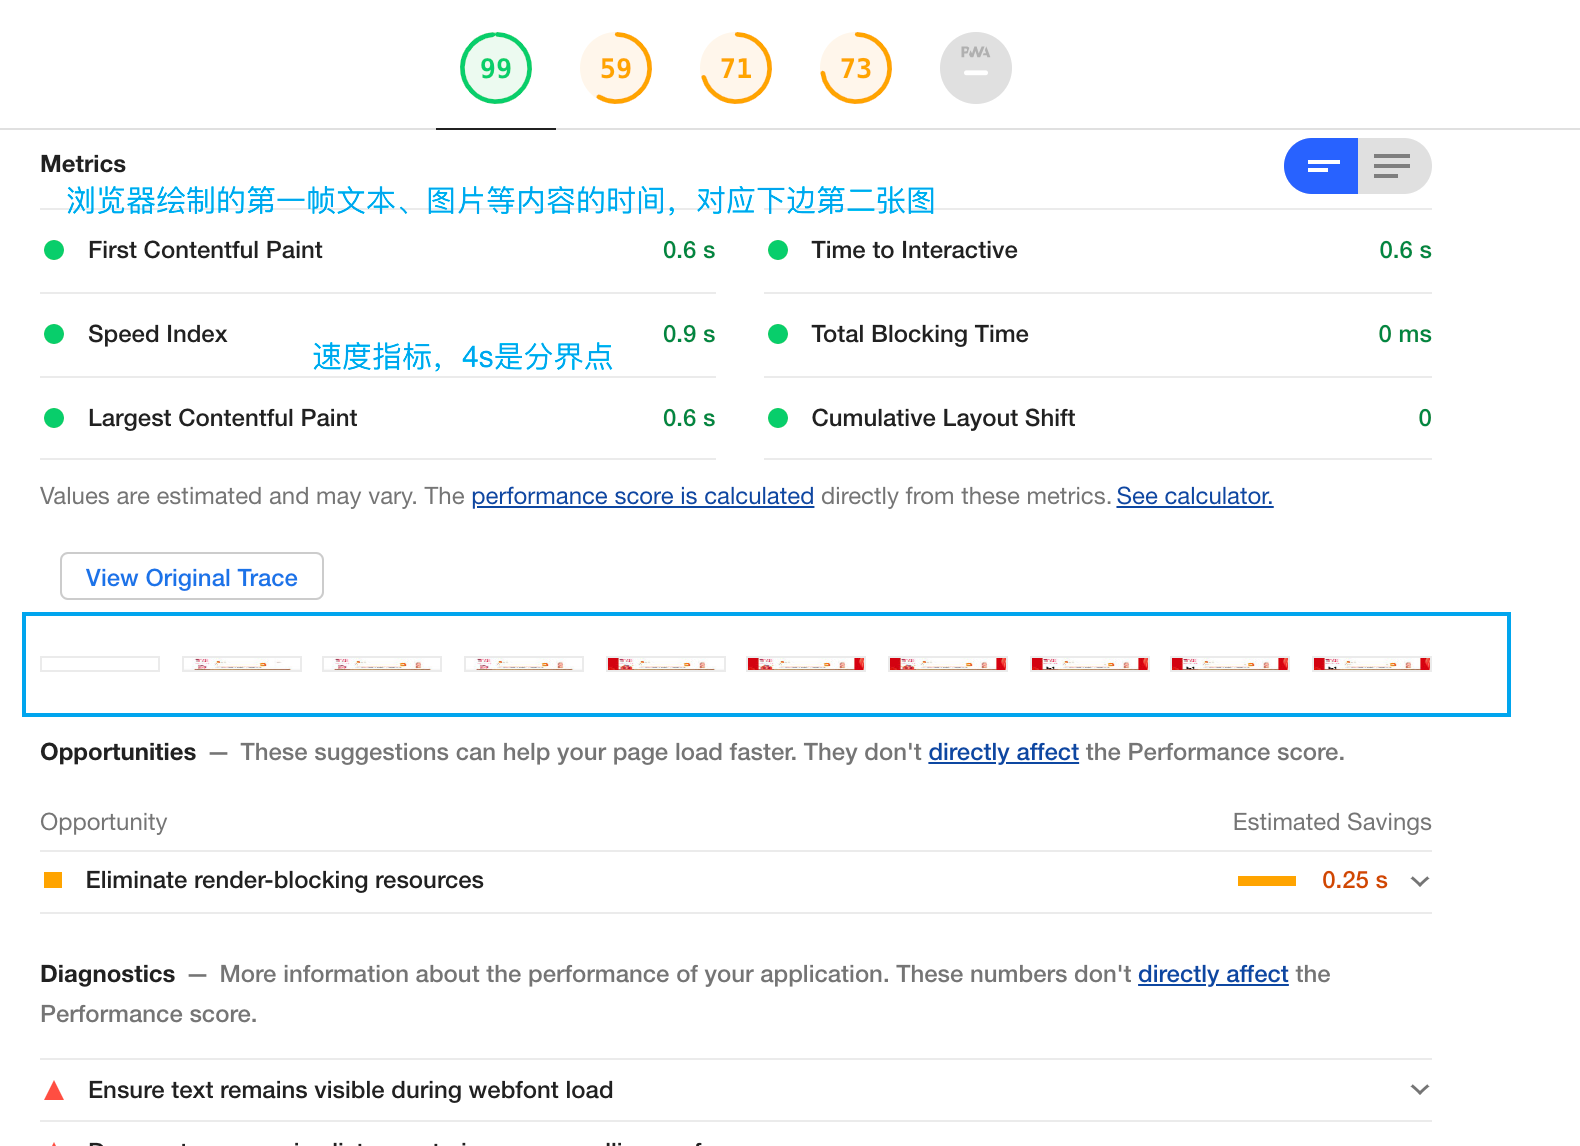 99
59
71
73
PWA
Metrics
浏览器绘制的第一帧文本、图片等内容的时间，对应下边第二张图
First Contentful Paint 0.6 s
Time to Interactive 0.6 s
Speed Index 0.9 s
Total Blocking Time 0 ms
速度指标，4s是分界点
Largest Contentful Paint 0.6 s
Cumulative Layout Shift 0
Values are estimated and may vary. The performance score is calculated directly from these metrics. See calculator.
View Original Trace
Opportunities — These suggestions can help your page load faster. They don't directly affect the Performance score.
Opportunity Estimated Savings
Eliminate render-blocking resources 0.25 s
Diagnostics — More information about the performance of your application. These numbers don't directly affect the
Performance score.
Ensure text remains visible during webfont load